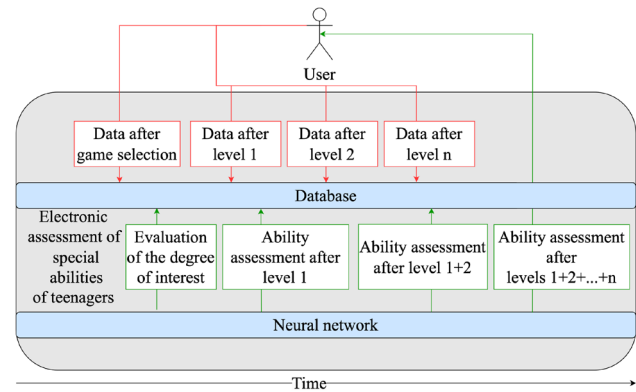 User
Data after
game selection
Data after
level 1
Data after
level 2
Data after
level n
Database
Electronic
assessment of
special
abilities
of teenagers
Evaluation
of the degree
of interest
Ability
assessment after
level 1
Ability assessment
after level 1+2
Ability assessment
after
levels 1+2+...+n
Neural network
Time